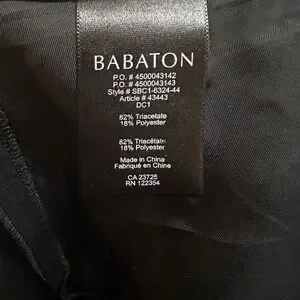 BABATON
P.O. # 4500043142
P.O. # 4500043143
Style # SBC1-6324-44
Article # 43443
DC1
82% Triacetate
18% Polyester
82% Triacétate
18% Polyester
Made in China
Fabriqué en Chine
CA 23725
RN 122354